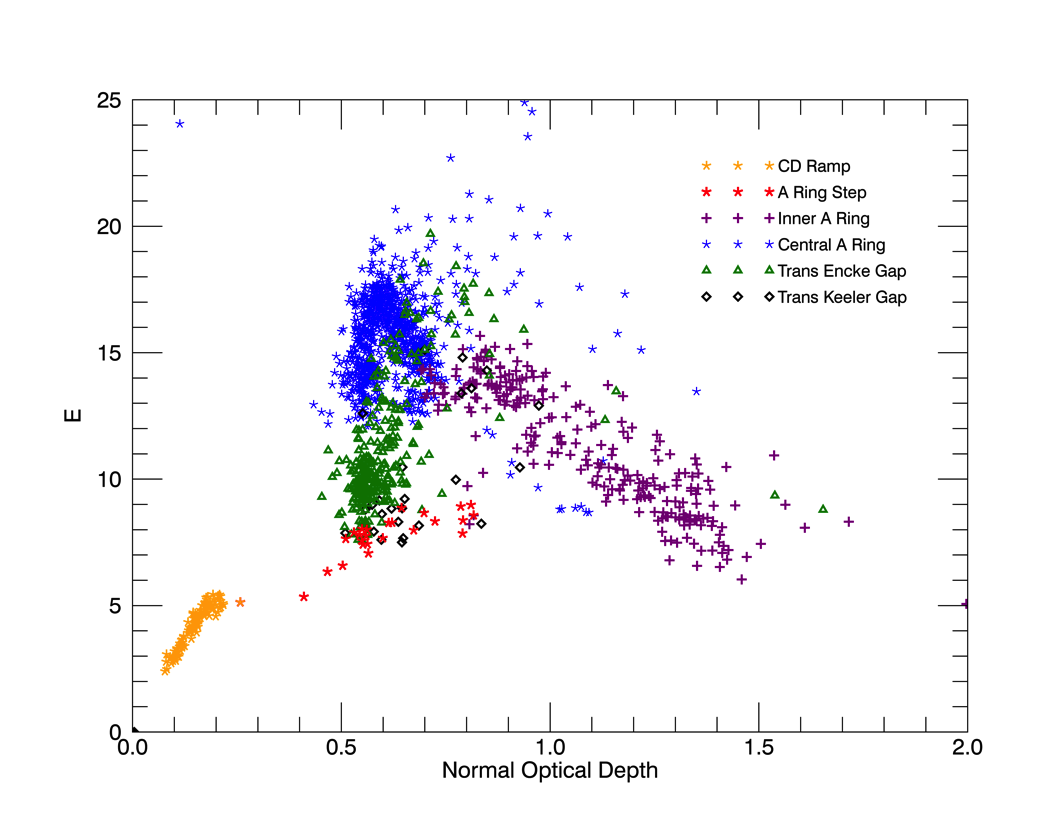 25
20
15
10
5
0
E
0.0
0.5
1.0
1.5
2.0
Normal Optical Depth
CD Ramp
A Ring Step
Inner A Ring
Central A Ring
Trans Encke Gap
Trans Keeler Gap